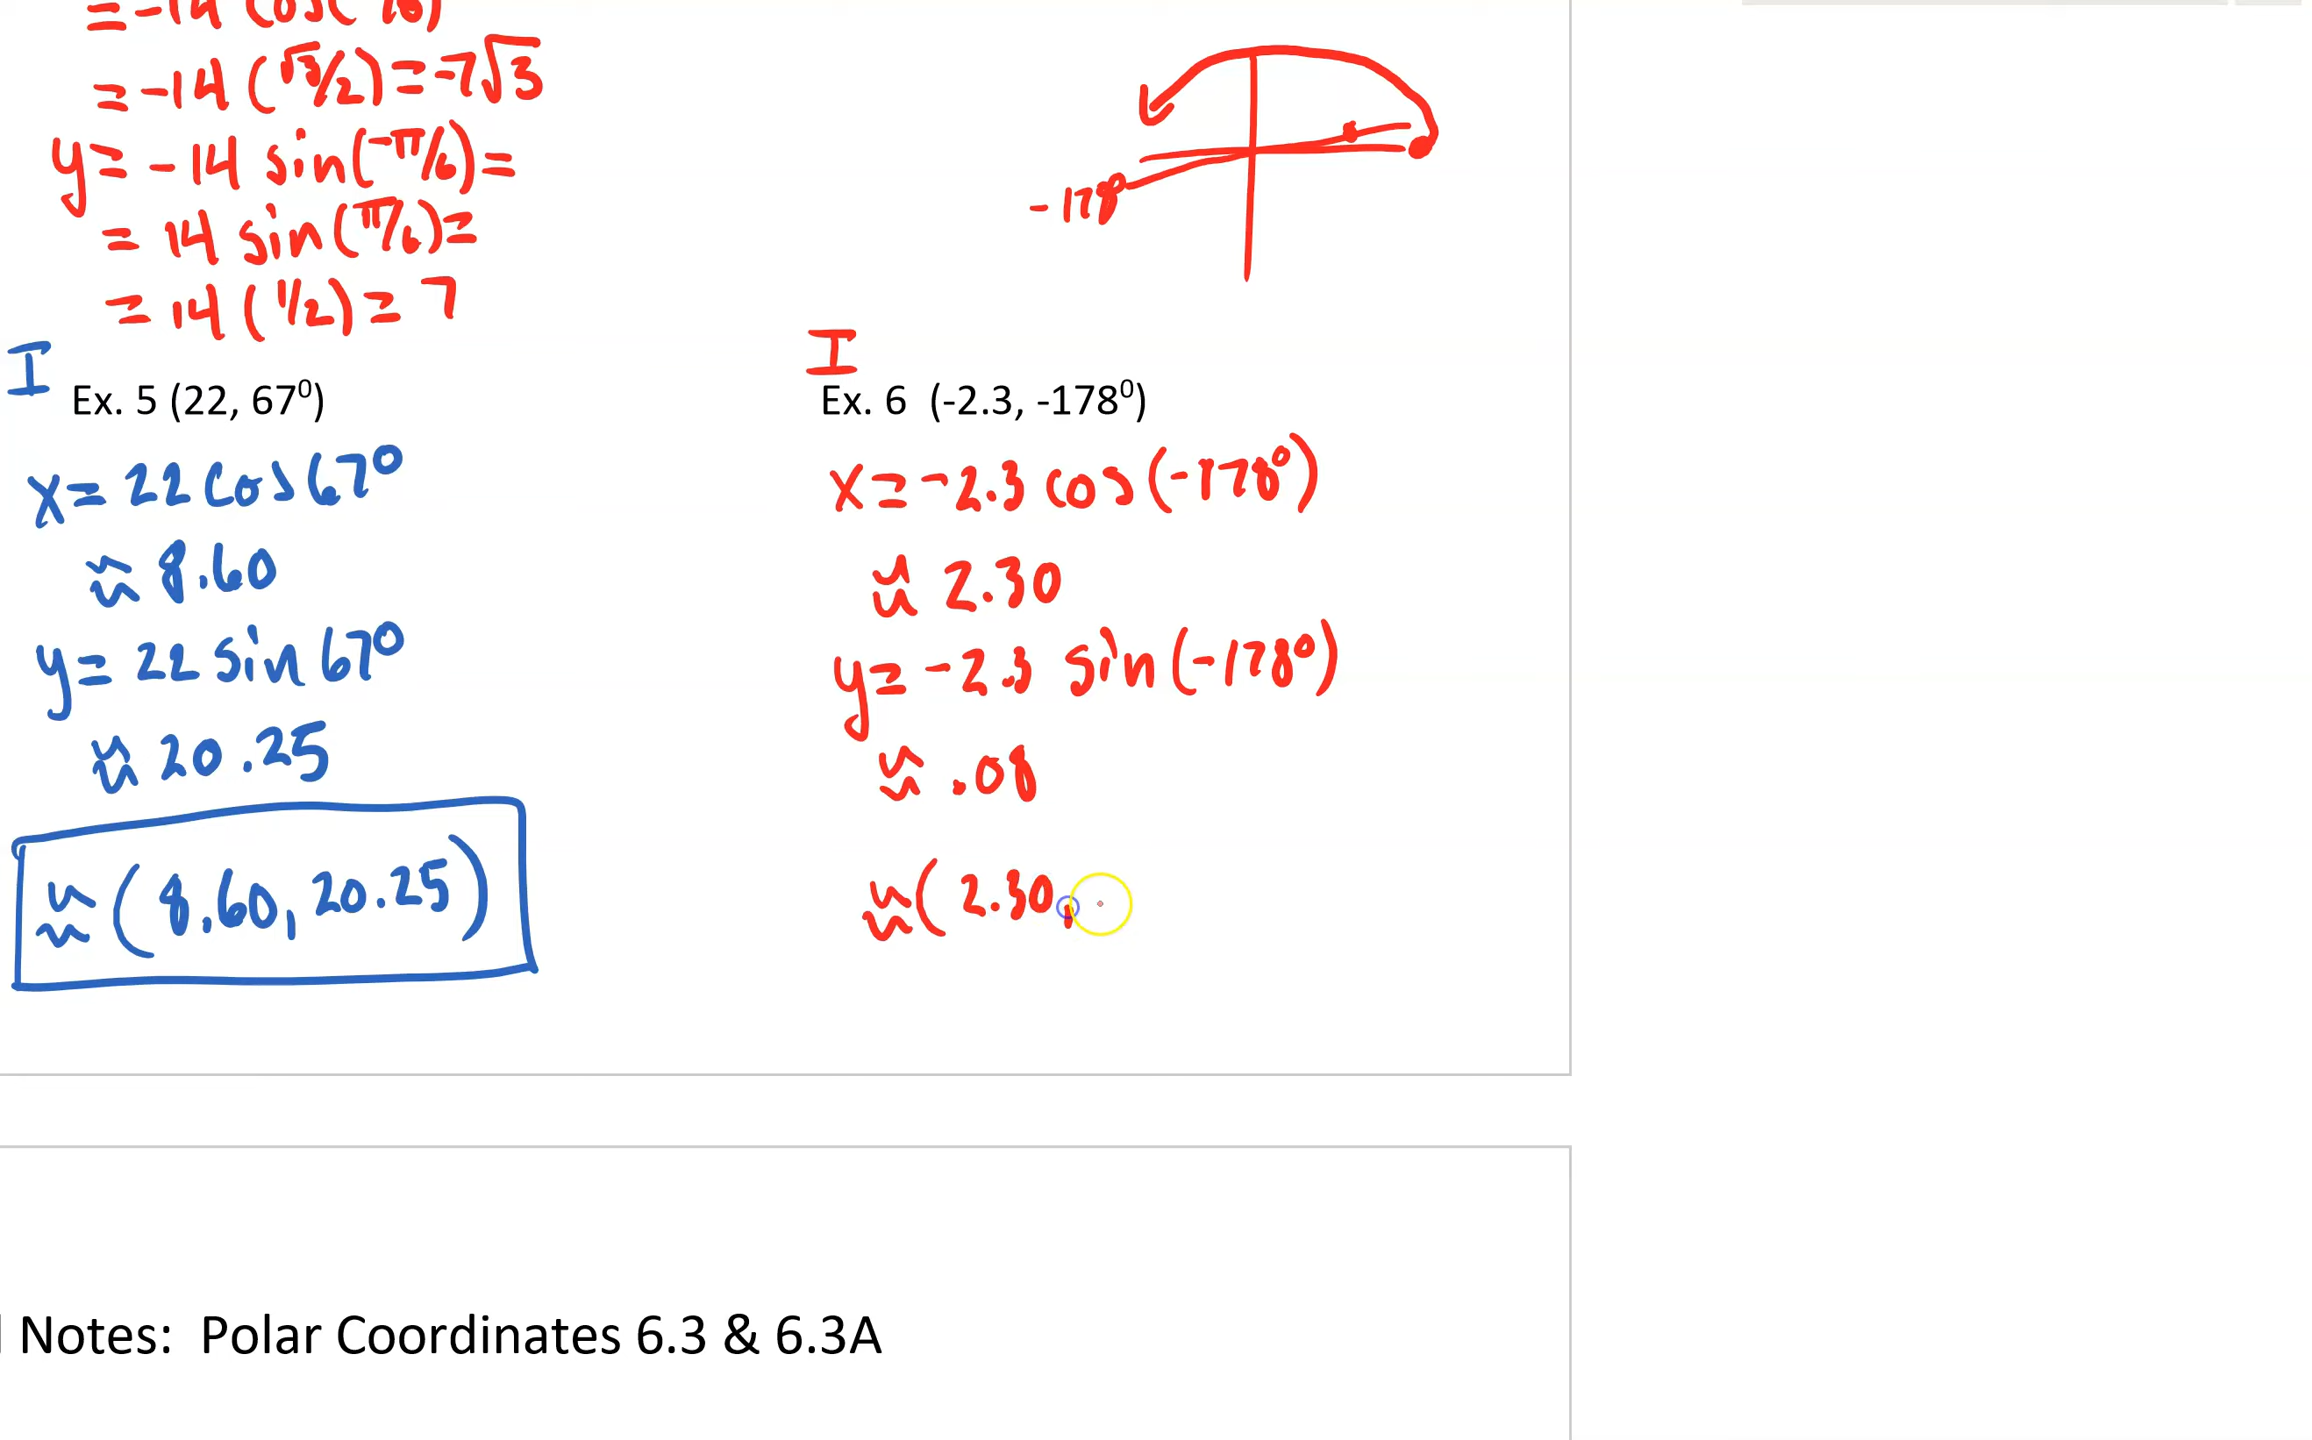 = -14 cos(π/6)
= -14 (√3/2) = -7√3
y = -14 sin(-π/6) =
= 14 sin(π/6) =
= 14 (1/2) = 7
-178°
I
Ex. 5 (22, 67⁰)
x = 22 cos 67°
≈ 8.60
y = 22 sin 67°
≈ 20.25
≈ (8.60, 20.25)
I
Ex. 6 (-2.3, -178⁰)
x = -2.3 cos(-178°)
≈ 2.30
y = -2.3 sin(-178°)
≈ .08
≈ (2.30,
Notes: Polar Coordinates 6.3 & 6.3A